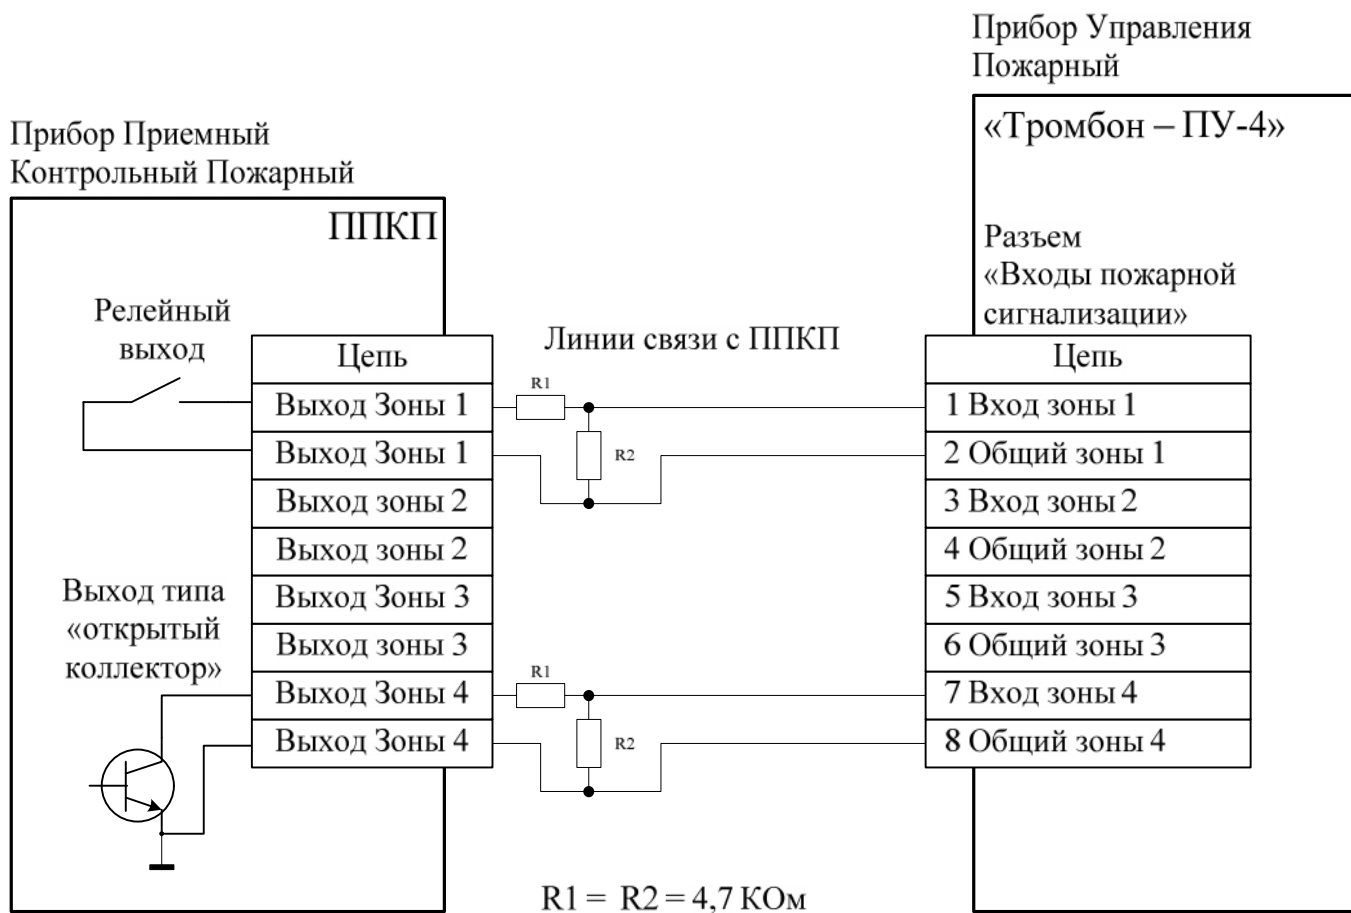 Прибор Управления
Пожарный
«Тромбон – ПУ-4»
Прибор Приемный
Контрольный Пожарный
ППКП
Разъем
«Входы пожарной
сигнализации»
Релейный
выход
Линии связи с ППКП
Цепь
Цепь
R1
Выход Зоны 1
1 Вход зоны 1
Выход Зоны 1
R2
2 Общий зоны 1
Выход зоны 2
3 Вход зоны 2
Выход зоны 2
4 Общий зоны 2
Выход типа
«открытый
коллектор»
Выход Зоны 3
5 Вход зоны 3
Выход зоны 3
6 Общий зоны 3
R1
Выход Зоны 4
7 Вход зоны 4
Выход Зоны 4
R2
8 Общий зоны 4
R1 = R2 = 4,7 КОм